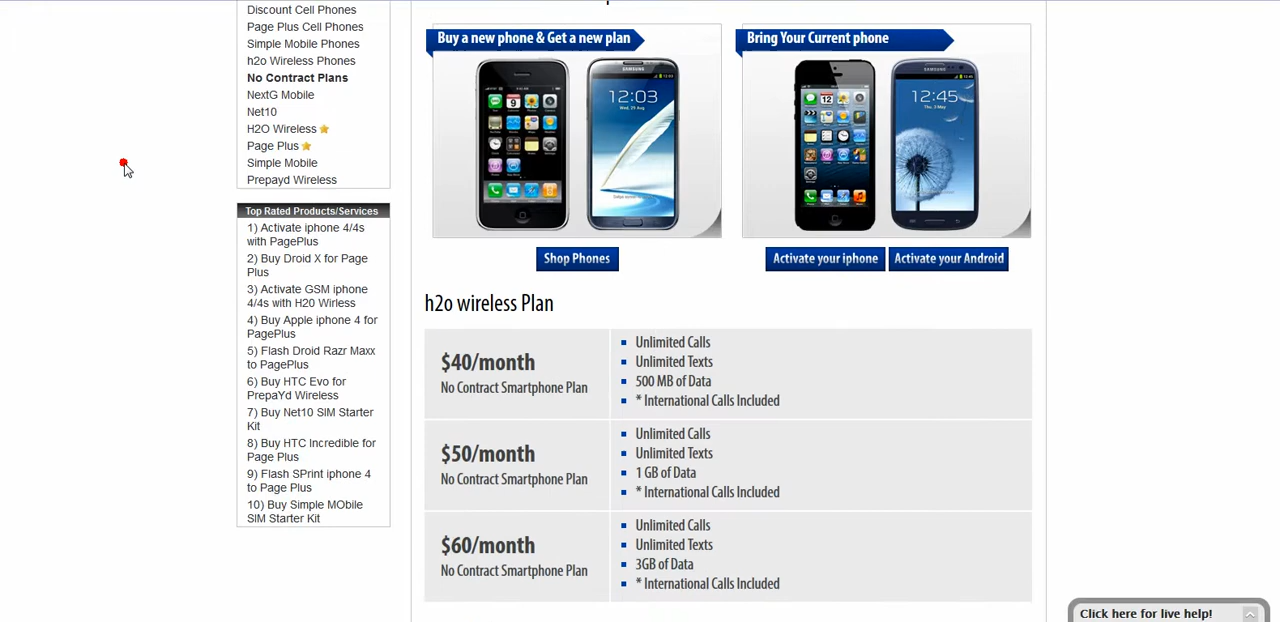 Discount Cell Phones
Page Plus Cell Phones
Simple Mobile Phones
h2o Wireless Phones
No Contract Plans
NextG Mobile
Net10
H2O Wireless
Page Plus
Simple Mobile
Prepayd Wireless
Top Rated Products/Services
1) Activate iphone 4/4s
with PagePlus
2) Buy Droid X for Page
Plus
3) Activate GSM iphone
4/4s with H20 Wirless
4) Buy Apple iphone 4 for
PagePlus
5) Flash Droid Razr Maxx
to PagePlus
6) Buy HTC Evo for
PrepaYd Wireless
7) Buy Net10 SIM Starter
Kit
8) Buy HTC Incredible for
Page Plus
9) Flash SPrint iphone 4
to Page Plus
10) Buy Simple MObile
SIM Starter Kit
Buy a new phone & Get a new plan
SAMSUNG
12:03
Shop Phones
Bring Your Current phone
SAMSUNG
12:45
Activate your iphone
Activate your Android
h2o wireless Plan
$40/month
No Contract Smartphone Plan
Unlimited Calls
Unlimited Texts
500 MB of Data
* International Calls Included
$50/month
No Contract Smartphone Plan
Unlimited Calls
Unlimited Texts
1 GB of Data
* International Calls Included
$60/month
No Contract Smartphone Plan
Unlimited Calls
Unlimited Texts
3GB of Data
* International Calls Included
Click here for live help!